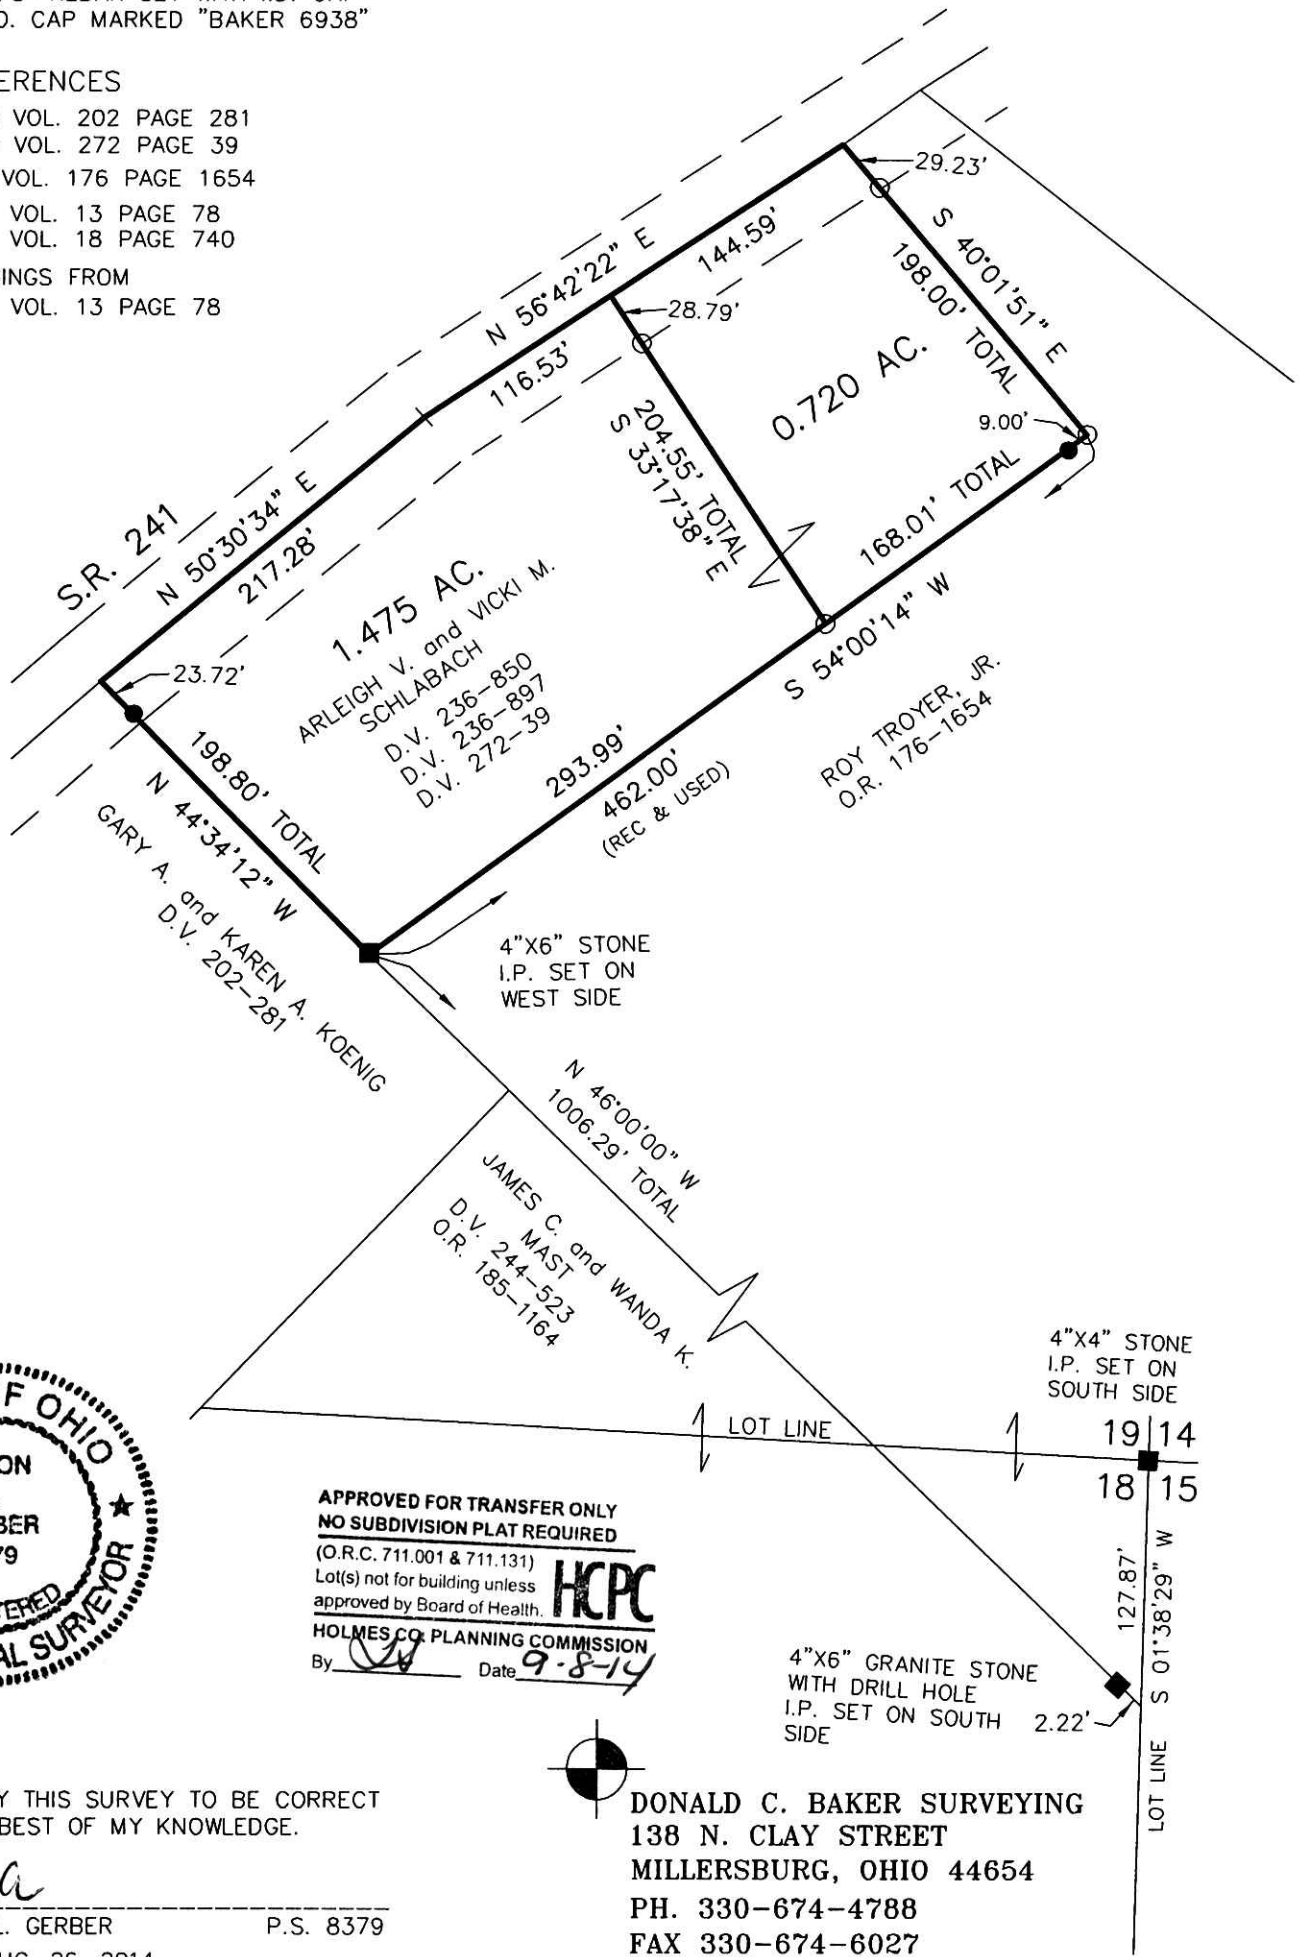 O. CAP MARKED "BAKER 6938"
VOL. 202 PAGE 281
VOL. 272 PAGE 39
VOL. 176 PAGE 1654
VOL. 13 PAGE 78
VOL. 18 PAGE 740
INGS FROM
VOL. 13 PAGE 78
29.23'
S 40°01'51" E
198.00' TOTAL
144.59'
N 56°42'22" E
28.79'
116.53'
0.720 AC.
9.00'
204.55' TOTAL
S 33°17'38" E
168.01' TOTAL
S.R. 241
N 50°30'34" E
217.28'
1.475 AC.
ARLEIGH V. and VICKI M.
SCHLABACH
D.V. 236-850
D.V. 236-897
D.V. 272-39
S 54°00'14" W
23.72'
198.80' TOTAL
N 44°34'12" W
293.99'
462.00'
(REC & USED)
ROY TROYER, JR.
O.R. 176-1654
GARY A. and KAREN A. KOENIG
D.V. 202-281
4"X6" STONE
I.P. SET ON
WEST SIDE
N 46°00'00" W
1006.29' TOTAL
JAMES C. and WANDA K.
MAST
D.V. 244-523
O.R. 185-1164
4"X4" STONE
I.P. SET ON
SOUTH SIDE
LOT LINE
19 14
18 15
127.87'
S 01°38'29" W
LOT LINE
4"X6" GRANITE STONE
WITH DRILL HOLE
I.P. SET ON SOUTH
SIDE
2.22'
F OHIO
ON
BER
79
TERED
AL SURVEYOR
APPROVED FOR TRANSFER ONLY
NO SUBDIVISION PLAT REQUIRED
(O.R.C. 711.001 & 711.131)
Lot(s) not for building unless
approved by Board of Health.
HCPC
HOLMES CO. PLANNING COMMISSION
By Date 9-8-14
Y THIS SURVEY TO BE CORRECT
BEST OF MY KNOWLEDGE.
L. GERBER P.S. 8379
DONALD C. BAKER SURVEYING
138 N. CLAY STREET
MILLERSBURG, OHIO 44654
PH. 330-674-4788
FAX 330-674-6027